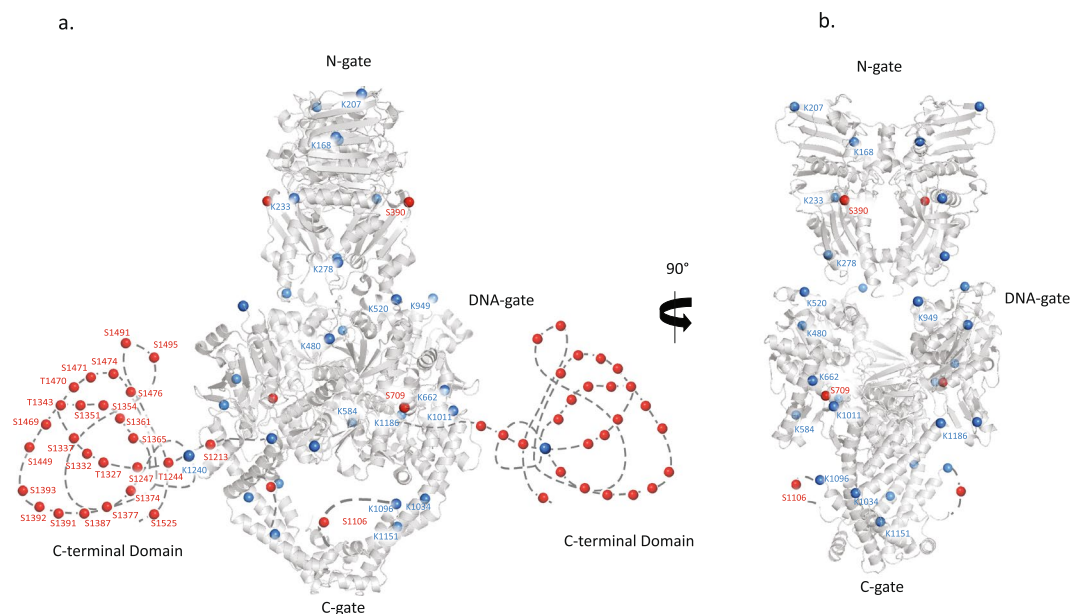 a.
b.
N-gate
N-gate
K207
K207
K168
K168
K233
S390
K233
S390
K278
K278
90°
DNA-gate
DNA-gate
K520
K949
K520
K949
K480
K480
S1491
S1495
S1471
S1474
T1470
S1476
T1343
S1351
S1354
S1469
S1361
S1337
S1365
S1449
S1332
T1327
S1247
T1244
K1240
S1213
S1393
S1374
S1392
S1391
S1387
S1377
S1525
C-terminal Domain
S709
K662
K584
K1186
K1011
K662
S709
K1011
K584
K1186
K1096
K1034
S1106
K1151
K1096
S1106
K1034
K1151
C-terminal Domain
C-gate
C-gate